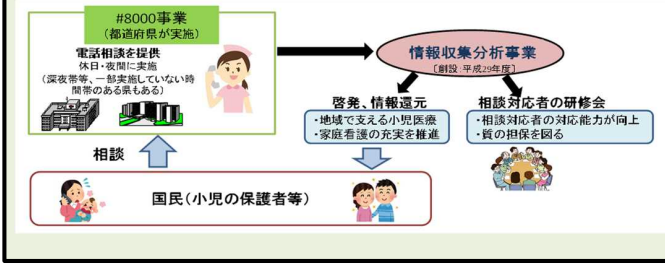 #8000事業
(都道府県が実施)
電話相談を提供
休日・夜間に実施
(深夜帯等、一部実施していない時
間帯のある県もある)
情報収集分析事業
〔創設:平成29年度〕
啓発、情報還元
・地域で支える小児医療
・家庭看護の充実を推進
相談対応者の研修会
・相談対応者の対応能力が向上
・質の担保を図る
相談
国民(小児の保護者等)